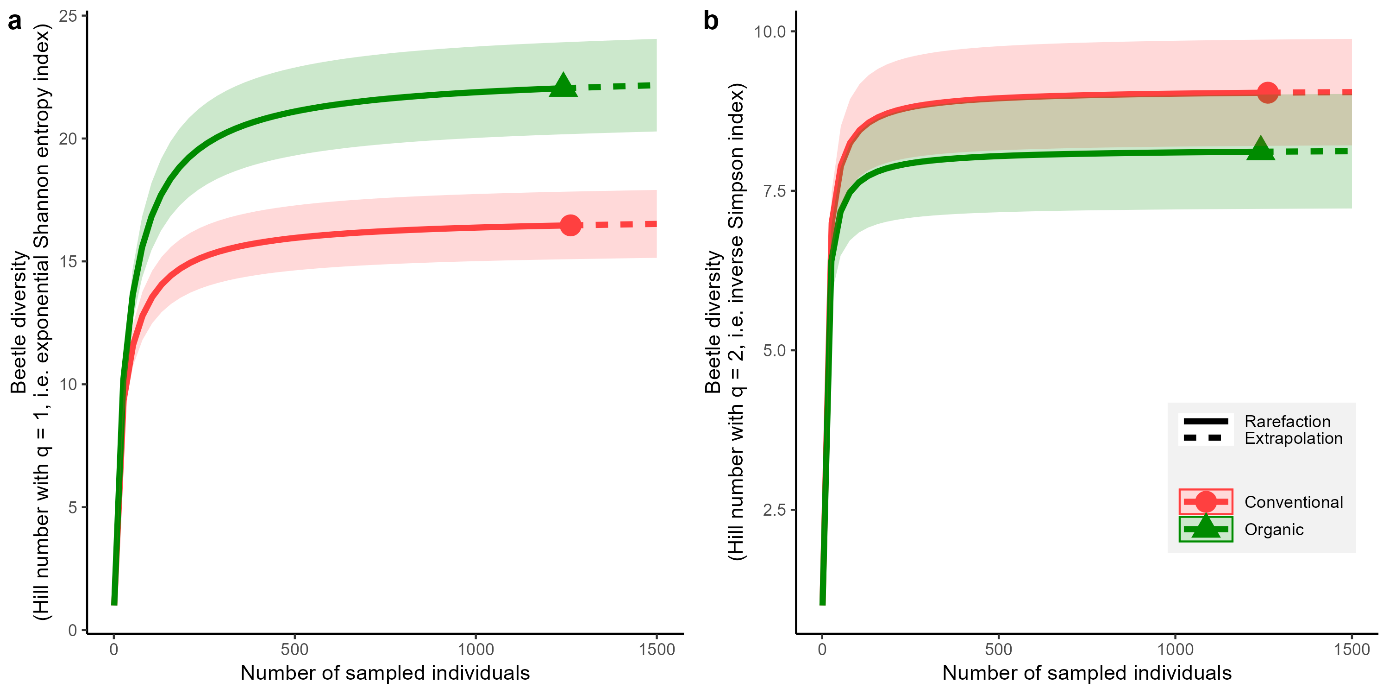 a
Beetle diversity
(Hill number with q = 1, i.e. exponential Shannon entropy index)
25
20
15
10
5
0
0 500 1000 1500
Number of sampled individuals
b
Beetle diversity
(Hill number with q = 2, i.e. inverse Simpson index)
10.0
7.5
5.0
2.5
0 500 1000 1500
Number of sampled individuals
Rarefaction
Extrapolation
Conventional
Organic